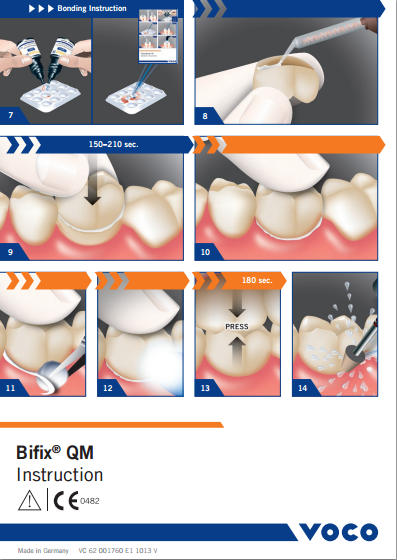 Bonding Instruction
7
8
150–210 sec.
9
10
180 sec.
11
12
PRESS
13
14
Bifix® QM
Instruction
CE 0482
VOCO
Made in Germany VC 62 001760 E1 1013 V